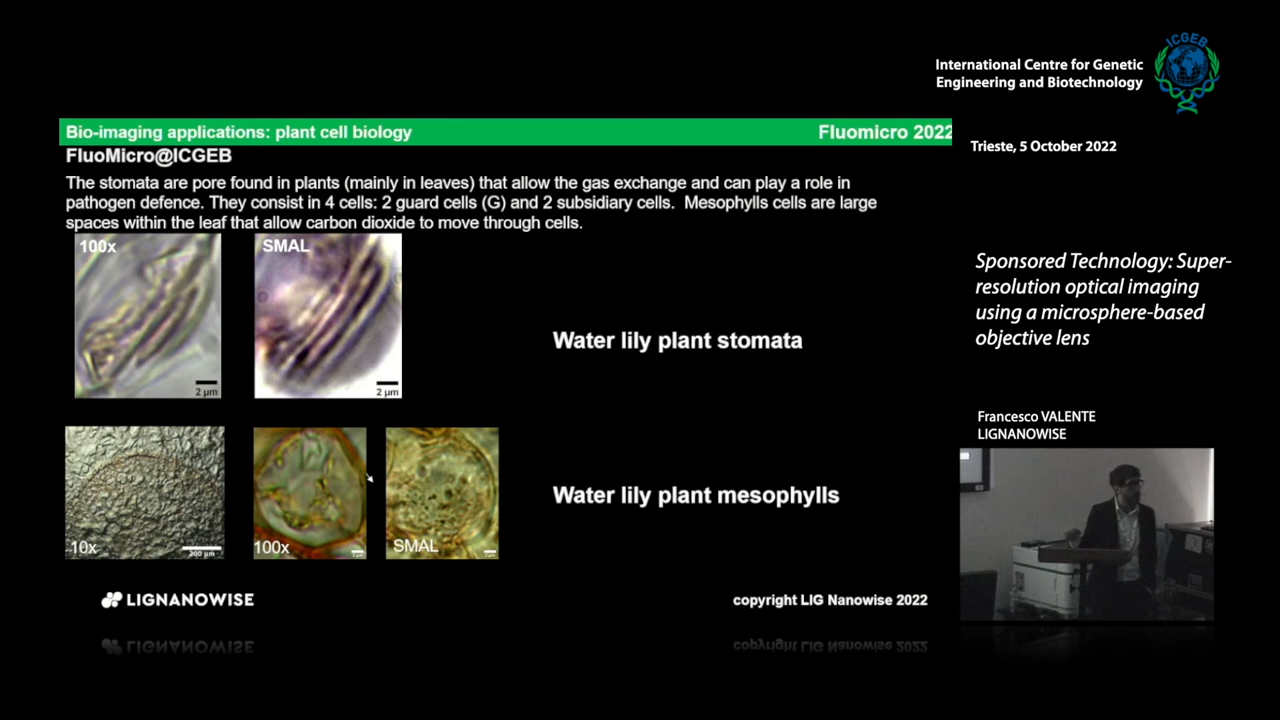 International Centre for Genetic
Engineering and Biotechnology
ICGEB
Trieste, 5 October 2022
Bio-imaging applications: plant cell biology
Fluomicro 2022
FluoMicro@ICGEB
The stomata are pore found in plants (mainly in leaves) that allow the gas exchange and can play a role in
pathogen defence. They consist in 4 cells: 2 guard cells (G) and 2 subsidiary cells. Mesophylls cells are large
spaces within the leaf that allow carbon dioxide to move through cells.
100x
2 μm
SMAL
2 μm
Water lily plant stomata
10x
200 μm
100x
SMAL
Water lily plant mesophylls
LIGNANOWISE
copyright LIG Nanowise 2022
Sponsored Technology: Super-
resolution optical imaging
using a microsphere-based
objective lens
Francesco VALENTE
LIGNANOWISE